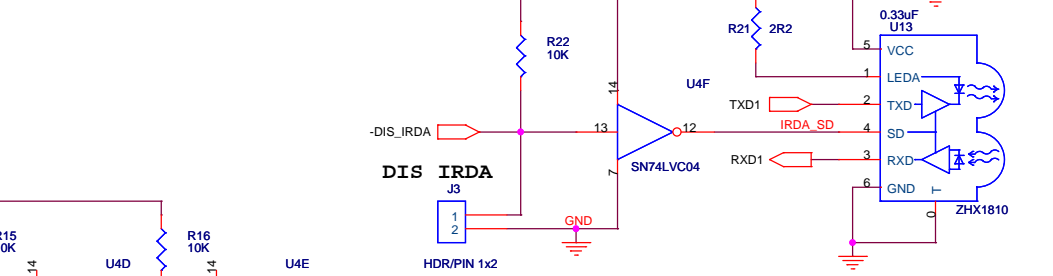 0.33uF
U13
R21
2R2
R22
10K
5
VCC
14
U4F
1
LEDA
TXD1
2
TXD
-DIS_IRDA
13
12
IRDA_SD
4
SD
RXD1
3
RXD
DIS IRDA
7
SN74LVC04
J3
6
GND
T
1
2
GND
0
ZHX1810
R16
10K
14
U4D
14
U4E
HDR/PIN 1x2